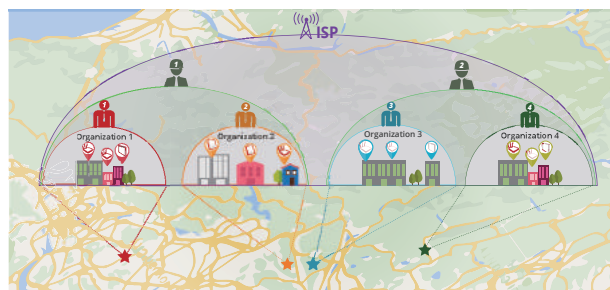 ISP
1
2
1
2
3
4
Organization 1
Organization 2
Organization 3
Organization 4